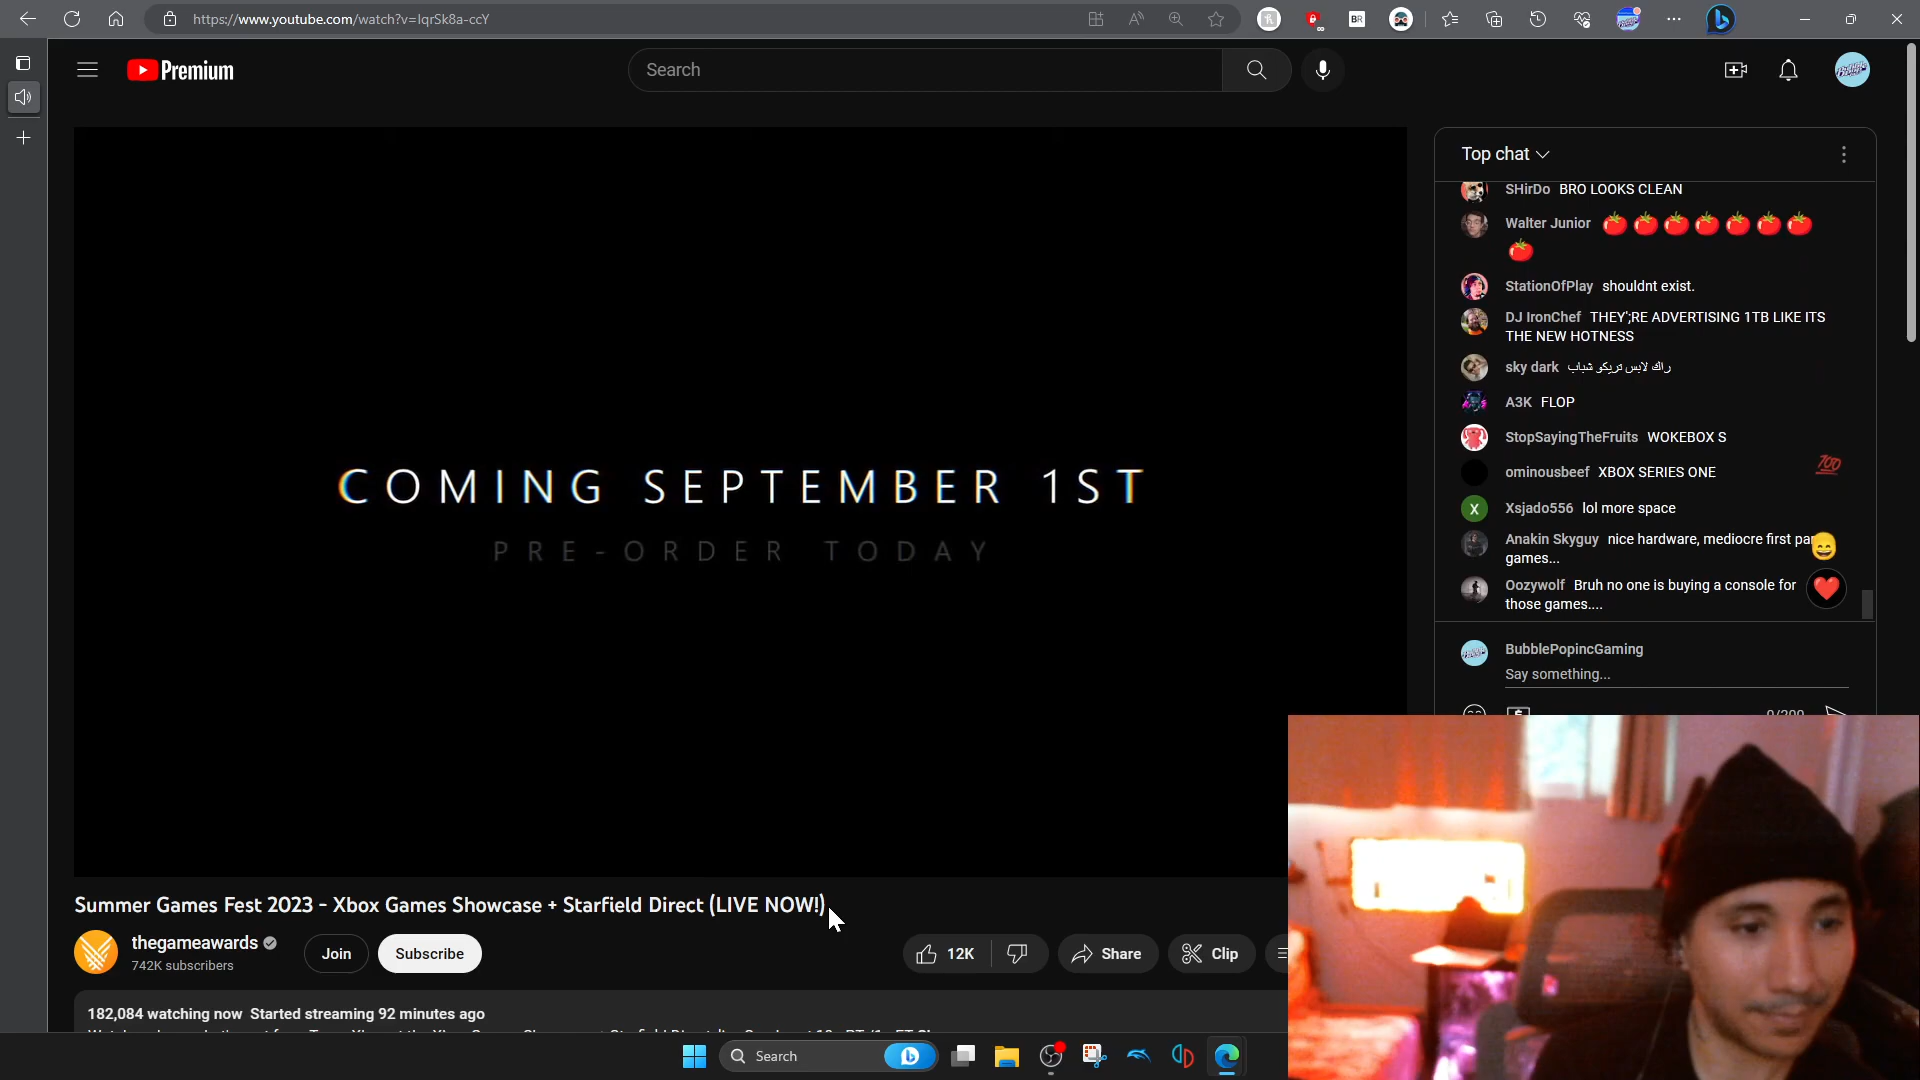 https://www.youtube.com/watch?v=IqrSk8a-ccY
BR
Premium
Search
Top chat
SHirDo BRO LOOKS CLEAN
Walter Junior 🍅🍅🍅🍅🍅🍅🍅
🍅
StationOfPlay shouldnt exist.
DJ IronChef THEY';RE ADVERTISING 1TB LIKE ITS
THE NEW HOTNESS
sky dark راك لابس تريكو شباب
A3K FLOP
StopSayingTheFruits WOKEBOX S
ominousbeef XBOX SERIES ONE
X Xsjado556 lol more space
Anakin Skyguy nice hardware, mediocre first
games...
Oozywolf Bruh no one is buying a console for
those games....
BubblePopincGaming
Say something...
0/200
COMING SEPTEMBER 1ST
PRE-ORDER TODAY
Summer Games Fest 2023 - Xbox Games Showcase + Starfield Direct (LIVE NOW!)
thegameawards
742K subscribers
Join
Subscribe
12K
Share
Clip
182,084 watching now Started streaming 92 minutes ago
Search